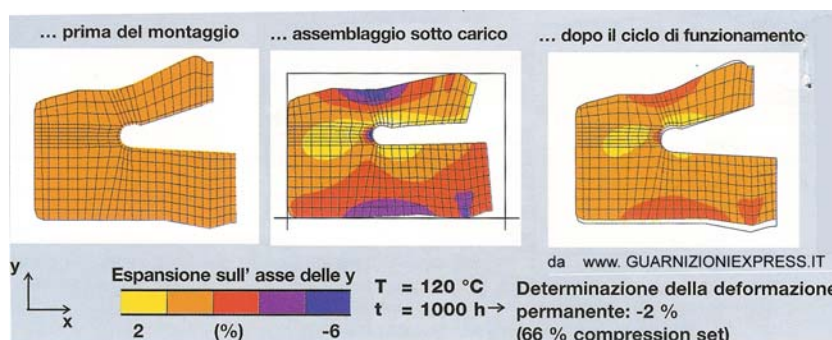 ... prima del montaggio
... assemblaggio sotto carico
... dopo il ciclo di funzionamento
da www. GUARNIZIONIEXPRESS.IT
y
x
Espansione sull' asse delle y
2 (%) -6
T = 120 °C
t = 1000 h→
Determinazione della deformazione
permanente: -2 %
(66 % compression set)